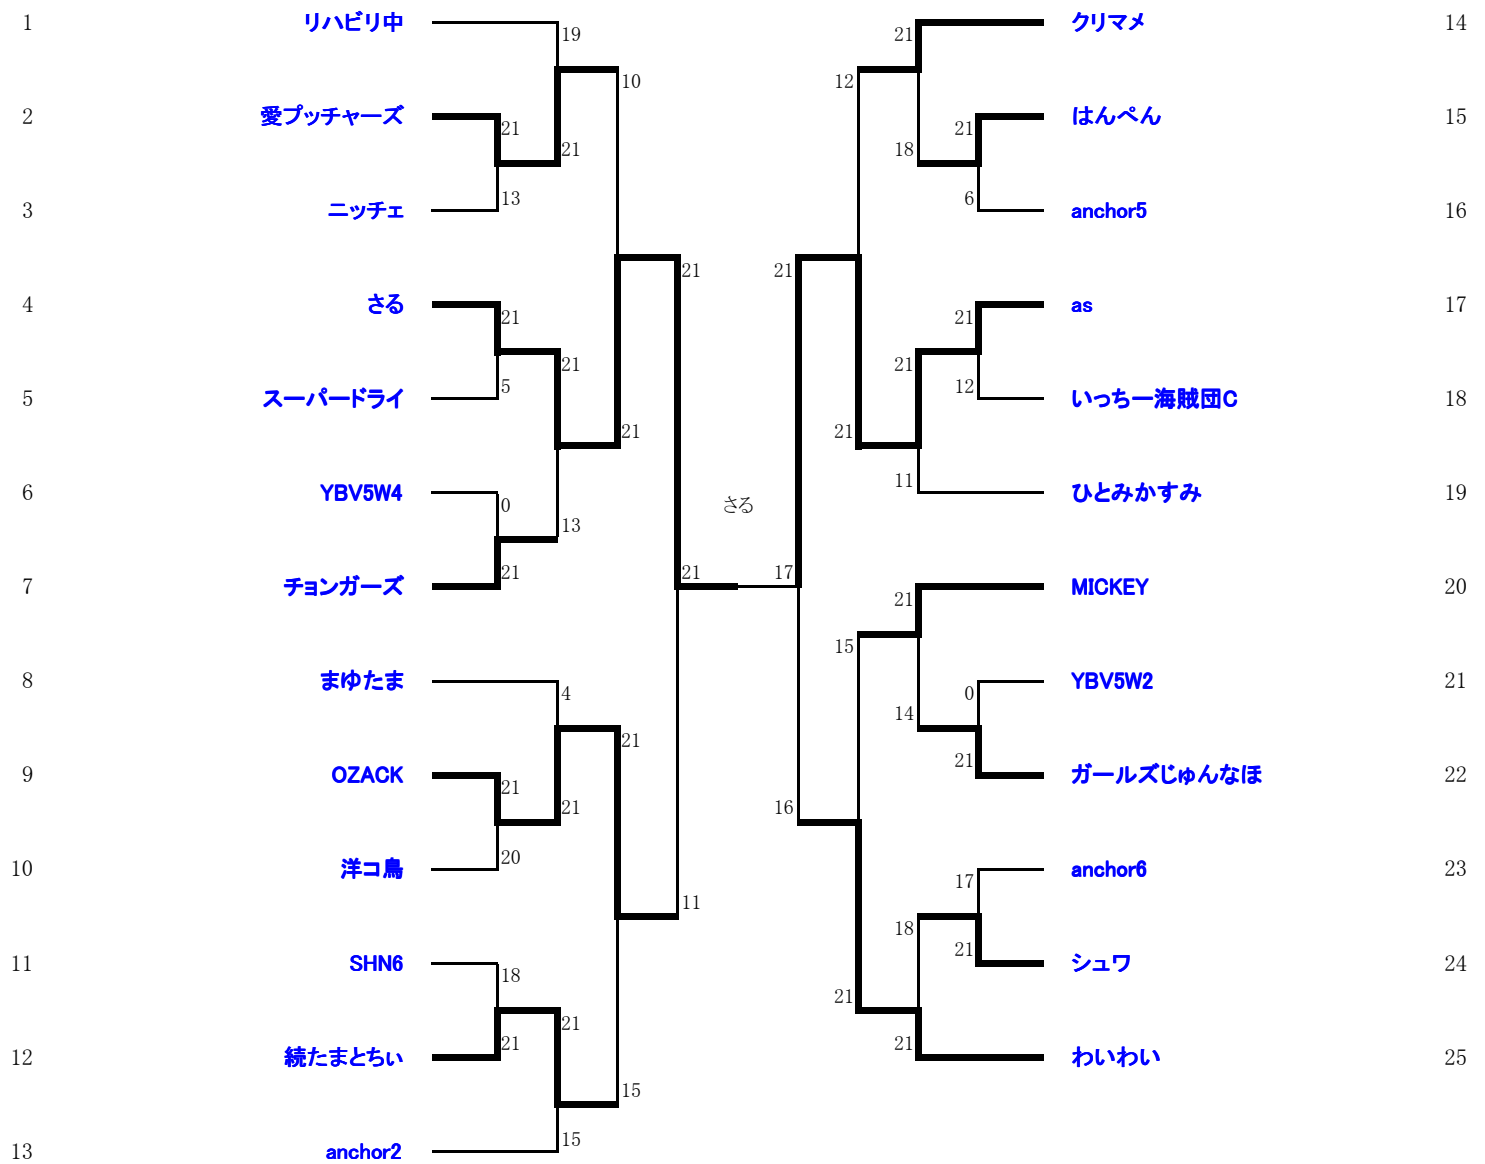 1 リハビリ中 19 21 クリマメ 14
10 12
2 愛プッチャーズ 21 21 21 はんぺん 15
21 18
3 ニッチェ 13 6 anchor5 16
21 21
4 さる 21 21 as 17
21 21
5 スーパードライ 5 12 いっちー海賊団C 18
21 21
6 YBV5W4 0 11 ひとみかすみ 19
さる
13
7 チョンガーズ 21 21 17 21 MICKEY 20
15
8 まゆたま 4 0 YBV5W2 21
21 14
9 OZACK 21 21 ガールズじゅんなほ 22
21 16
10 洋コ鳥 20 17 anchor6 23
11 18
11 SHN6 18 21 シュワ 24
21 21
12 続たまとちぃ 21 21 わいわい 25
15
13 anchor2 15